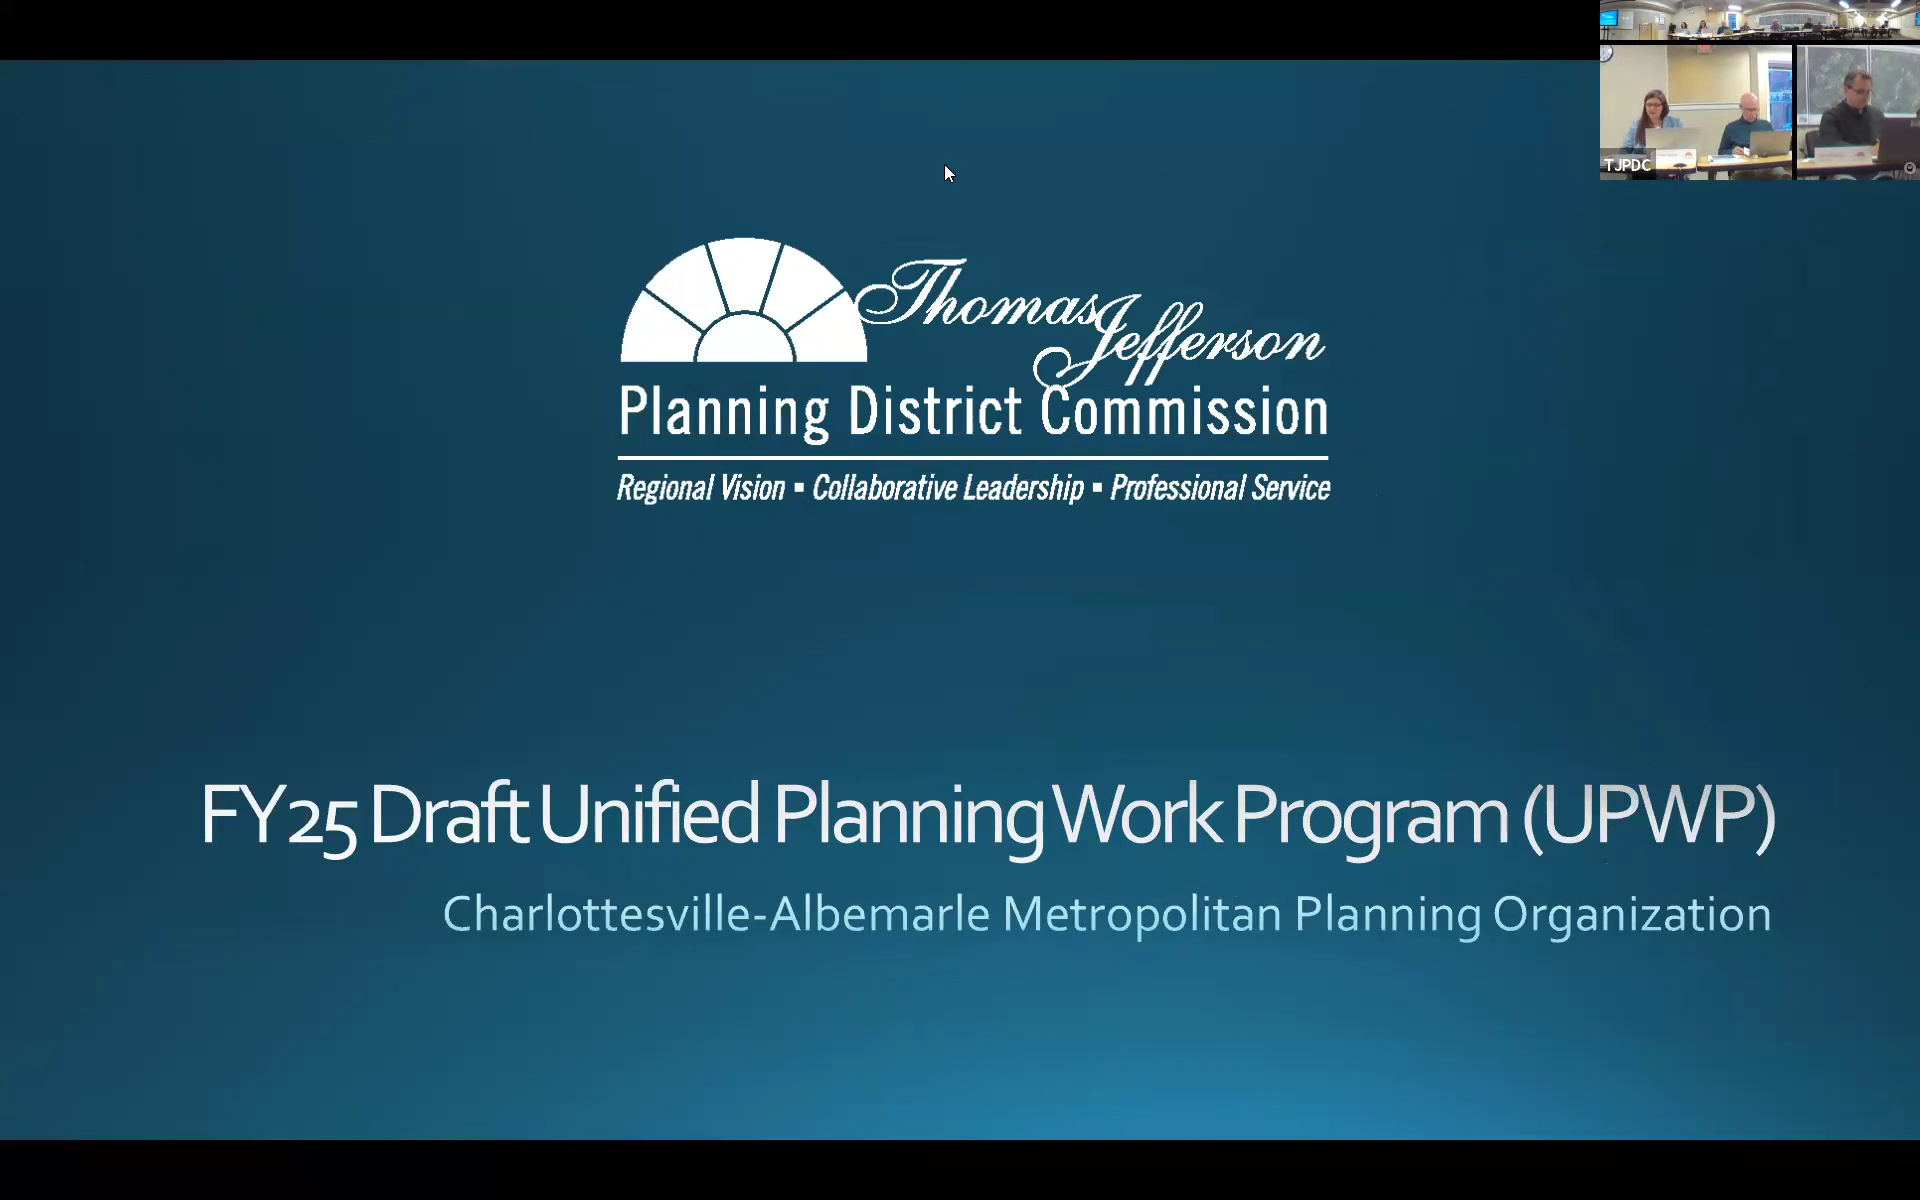 TJPDC
Thomas
Jefferson
Planning District Commission
Regional Vision ▪ Collaborative Leadership ▪ Professional Service
FY25 Draft Unified Planning Work Program (UPWP)
Charlottesville-Albemarle Metropolitan Planning Organization